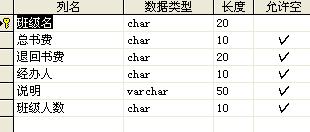 列名 数据类型 长度 允许空
班级名 char 20
总书费 char 10 ✓
退回书费 char 20 ✓
经办人 char 10 ✓
说明 varchar 50 ✓
班级人数 char 10 ✓